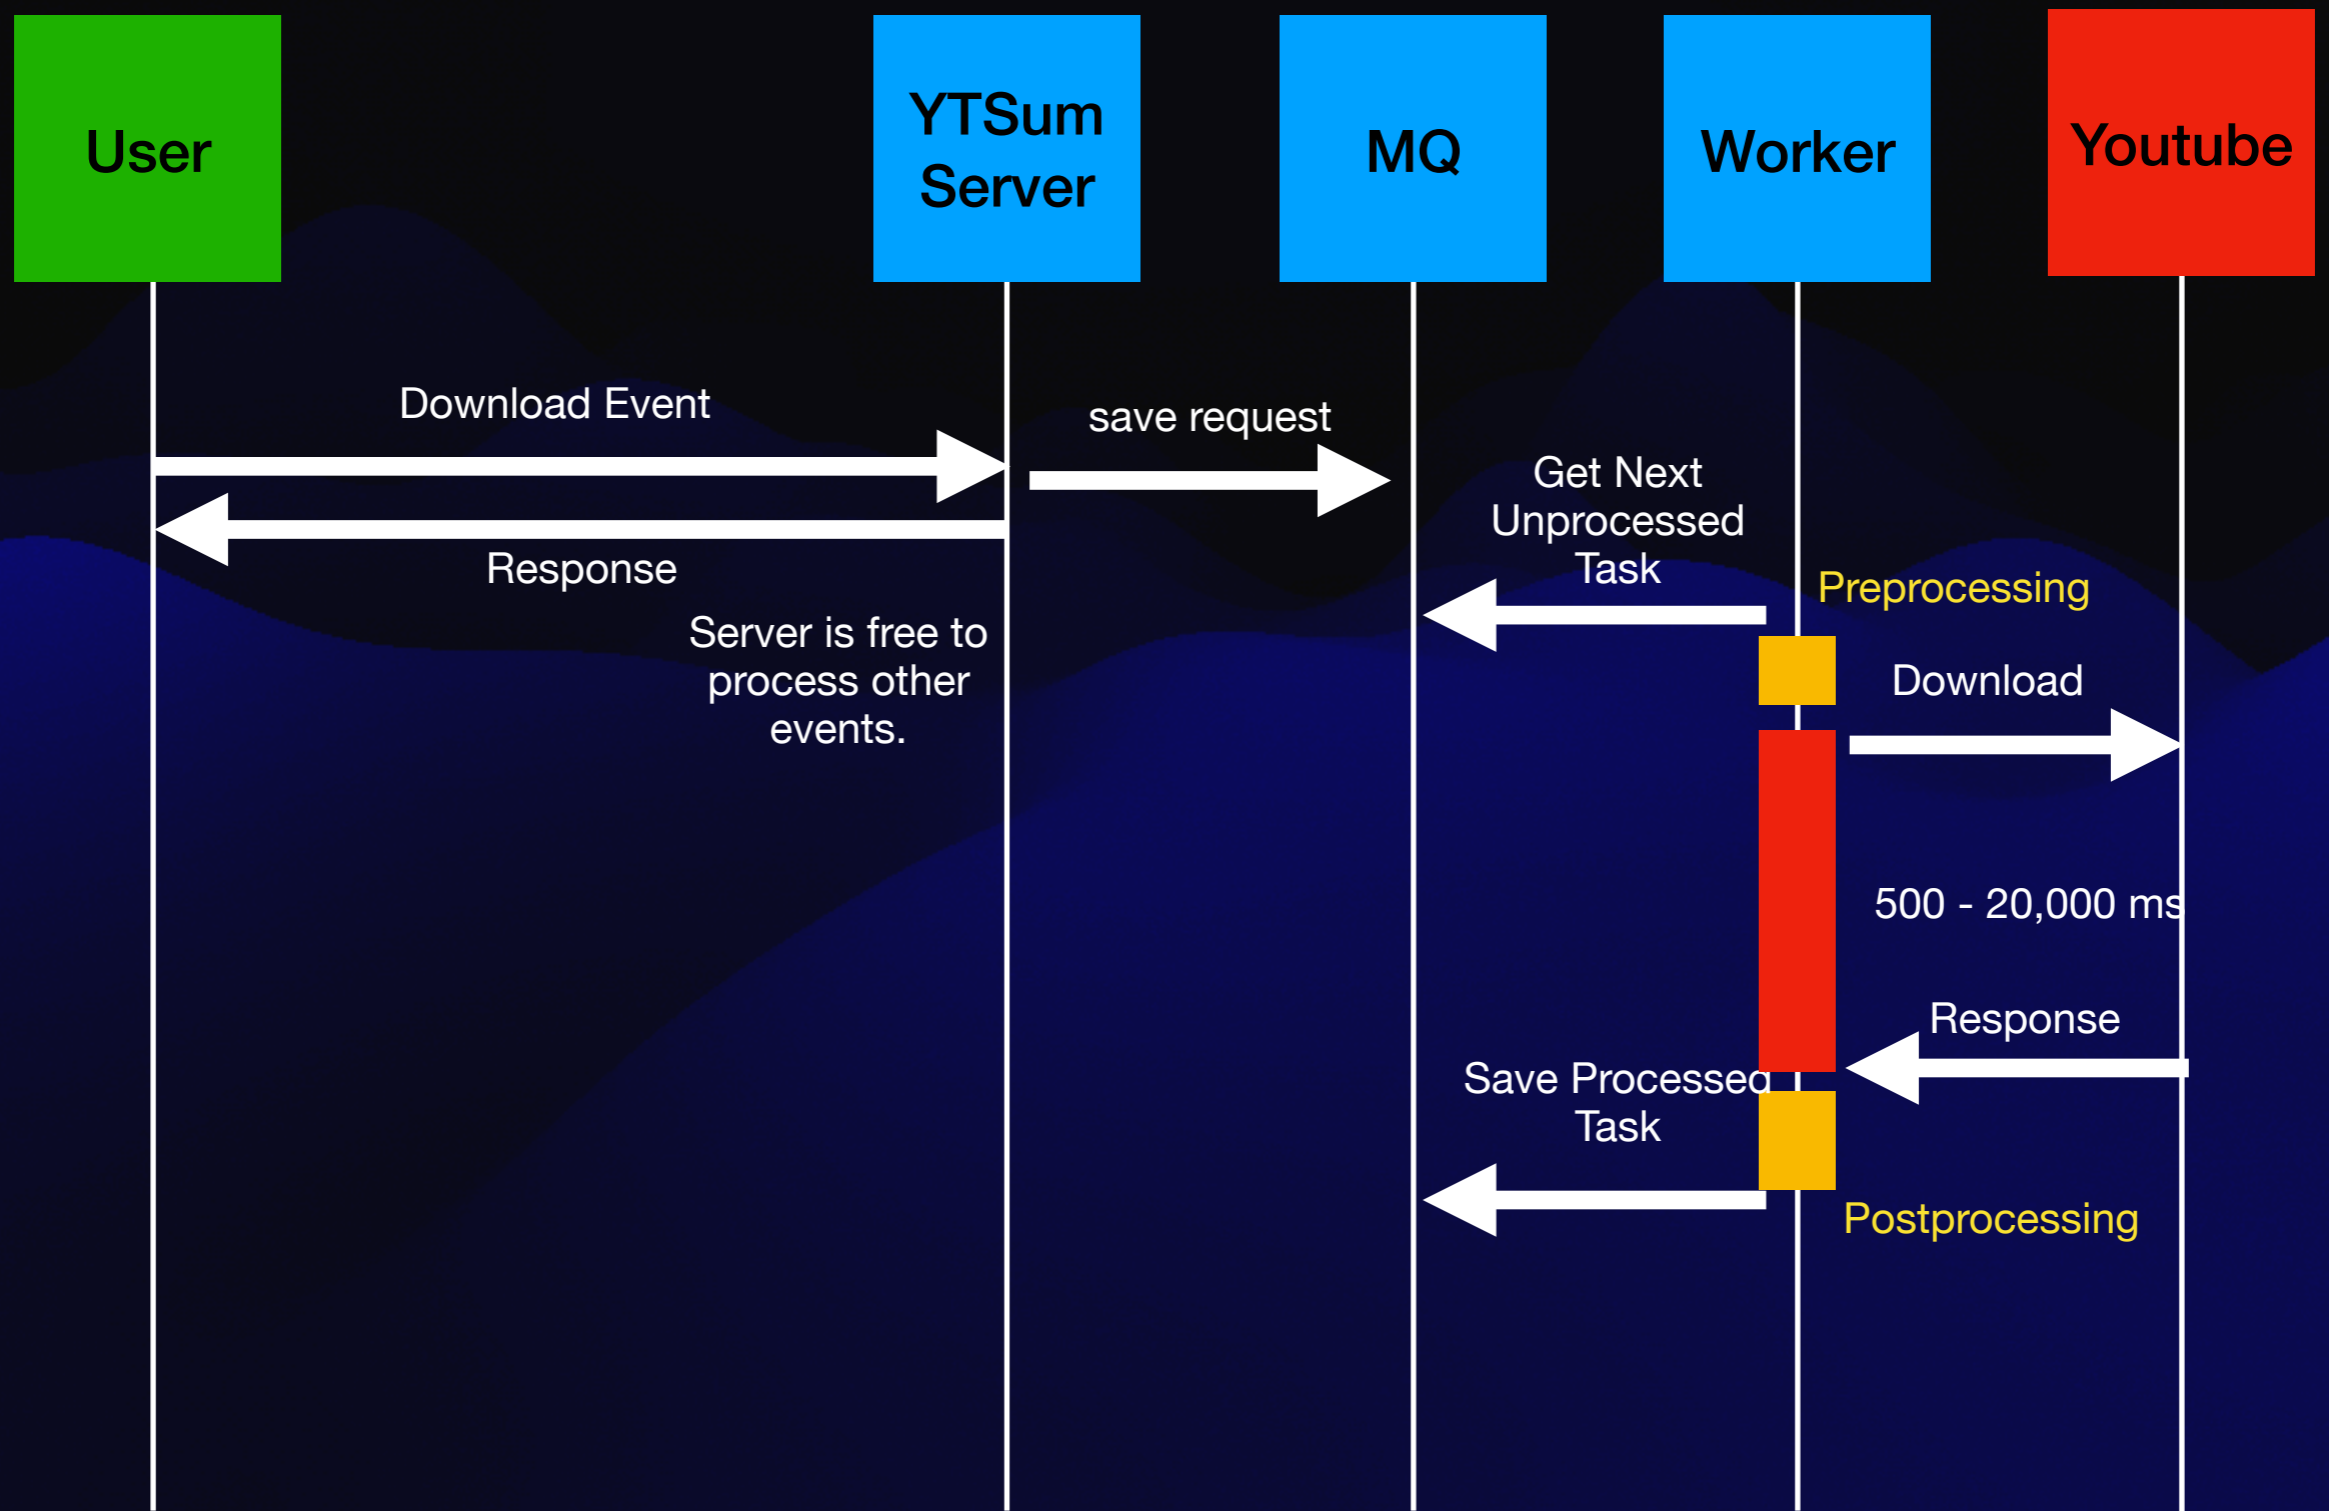 User
YTSum
Server
MQ
Worker
Youtube
Download Event
save request
Response
Server is free to
process other
events.
Get Next
Unprocessed
Task
Preprocessing
Download
500 - 20,000 ms
Response
Save Processed
Task
Postprocessing